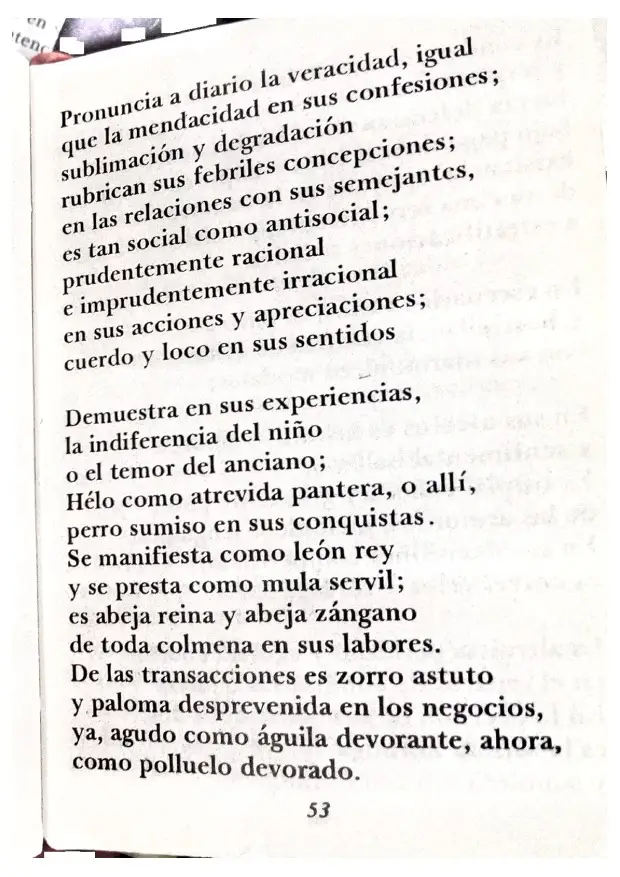 en
tenc
Pronuncia a diario la veracidad, igual
que la mendacidad en sus confesiones;
sublimación y degradación
rubrican sus febriles concepciones;
en las relaciones con sus semejantes,
es tan social como antisocial;
prudentemente racional
e imprudentemente irracional
en sus acciones y apreciaciones;
cuerdo y loco en sus sentidos
Demuestra en sus experiencias,
la indiferencia del niño
o el temor del anciano;
Hélo como atrevida pantera, o allí,
perro sumiso en sus conquistas.
Se manifiesta como león rey
y se presta como mula servil;
es abeja reina y abeja zángano
de toda colmena en sus labores.
De las transacciones es zorro astuto
y paloma desprevenida en los negocios,
ya, agudo como águila devorante, ahora,
como polluelo devorado.
53